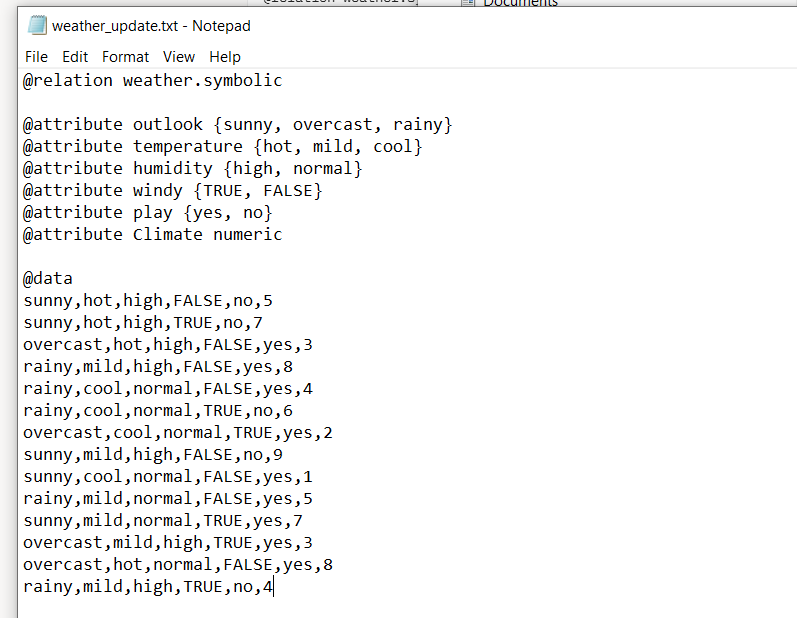 Documents
weather_update.txt - Notepad
File Edit Format View Help
@relation weather.symbolic
@attribute outlook {sunny, overcast, rainy}
@attribute temperature {hot, mild, cool}
@attribute humidity {high, normal}
@attribute windy {TRUE, FALSE}
@attribute play {yes, no}
@attribute Climate numeric
@data
sunny,hot,high,FALSE,no,5
sunny,hot,high,TRUE,no,7
overcast,hot,high,FALSE,yes,3
rainy,mild,high,FALSE,yes,8
rainy,cool,normal,FALSE,yes,4
rainy,cool,normal,TRUE,no,6
overcast,cool,normal,TRUE,yes,2
sunny,mild,high,FALSE,no,9
sunny,cool,normal,FALSE,yes,1
rainy,mild,normal,FALSE,yes,5
sunny,mild,normal,TRUE,yes,7
overcast,mild,high,TRUE,yes,3
overcast,hot,normal,FALSE,yes,8
rainy,mild,high,TRUE,no,4